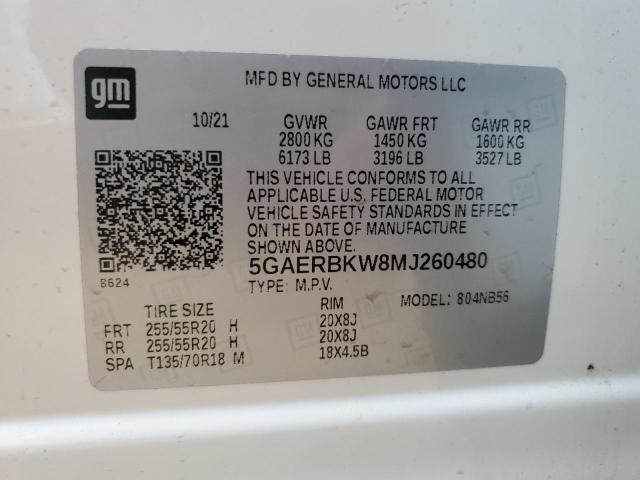 gm
MFD BY GENERAL MOTORS LLC
10/21 GVWR GAWR FRT GAWR RR
2800 KG 1450 KG 1600 KG
6173 LB 3196 LB 3527 LB
THIS VEHICLE CONFORMS TO ALL
APPLICABLE U.S. FEDERAL MOTOR
VEHICLE SAFETY STANDARDS IN EFFECT
ON THE DATE OF MANUFACTURE
SHOWN ABOVE.
8624
5GAERBKW8MJ260480
TYPE: M.P.V. MODEL: 804NB56
TIRE SIZE RIM
FRT 255/55R20 H 20X8J
RR 255/55R20 H 20X8J
SPA T135/70R18 M 18X4.5B